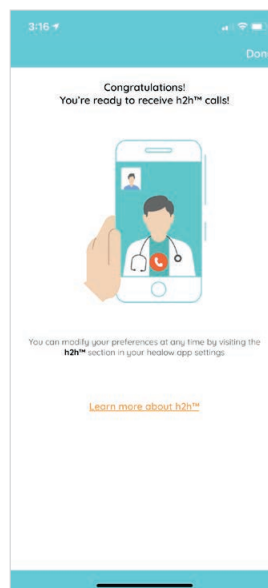 3:16
Don
Congratulations!
You're ready to receive h2h™ calls!
You can modify your preferences at any time by visiting the
h2h™ section in your healow app settings
Learn more about h2h™